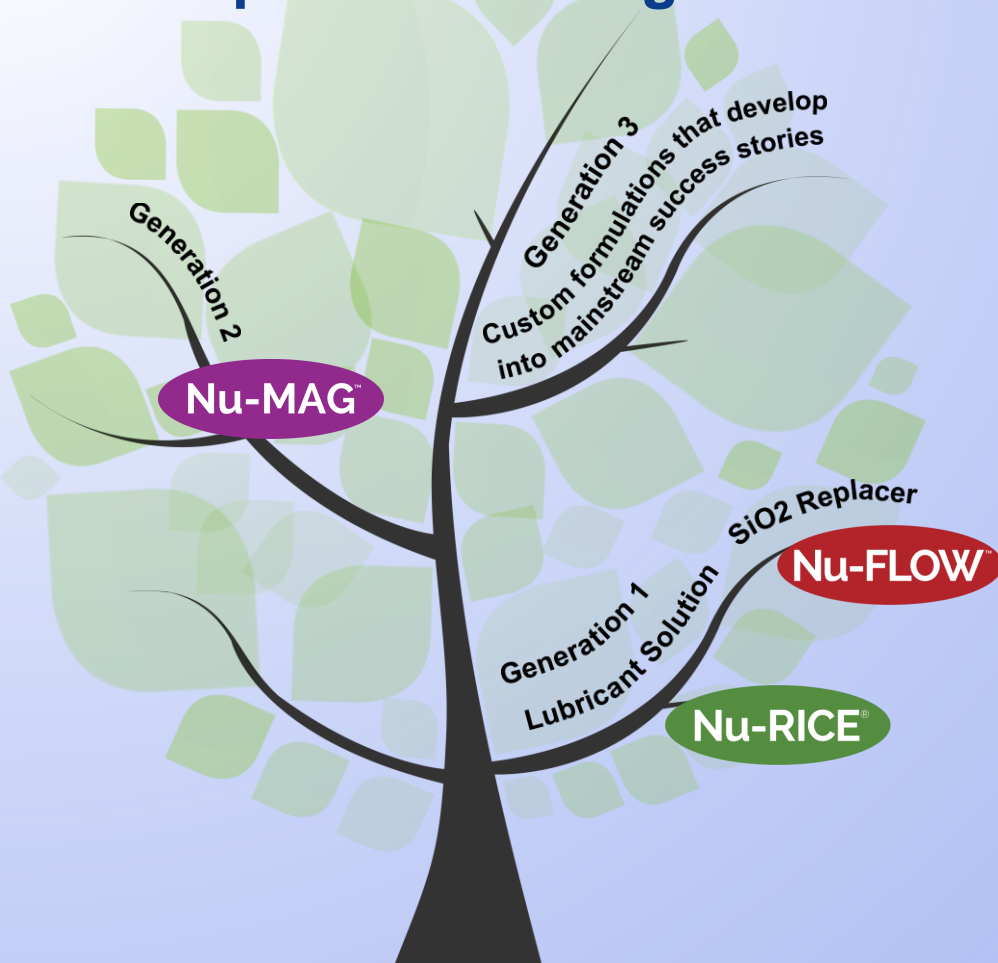 Generation 3
Custom formulations that develop
into mainstream success stories
Generation 2
Nu-MAG™
SiO2 Replacer
Nu-FLOW™
Generation 1
Lubricant Solution
Nu-RICE®